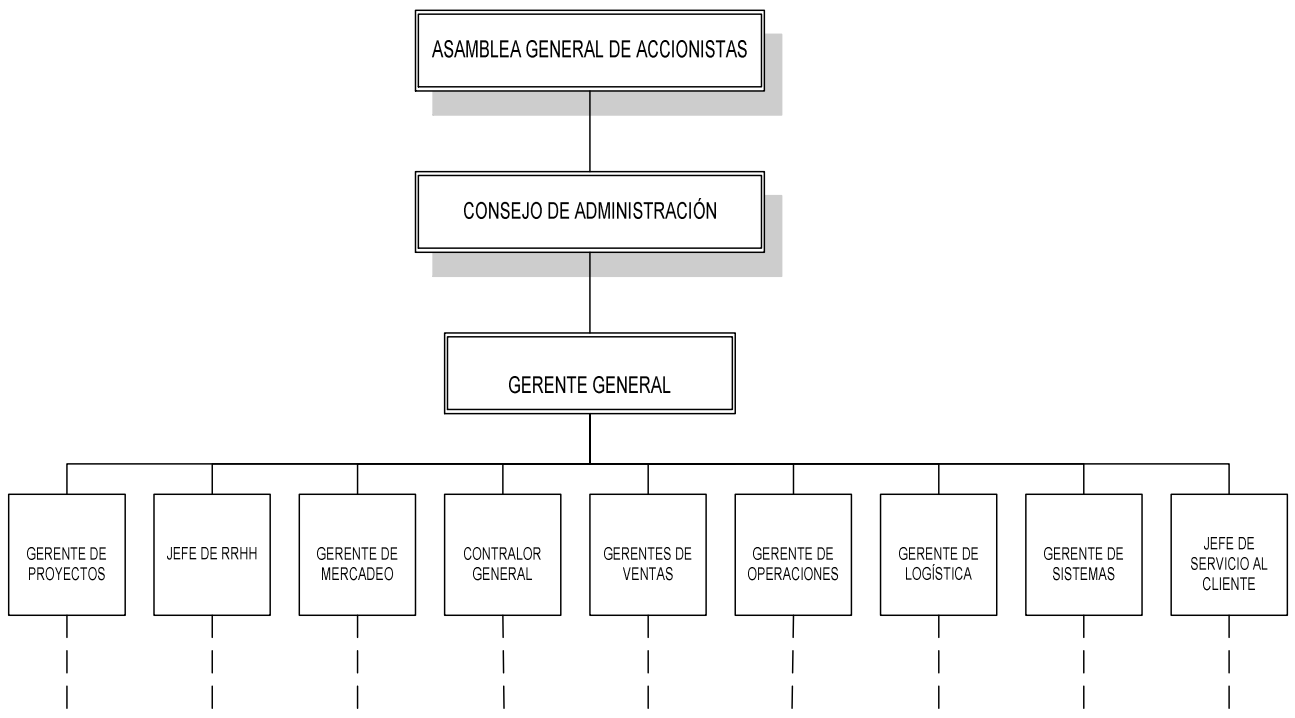 ASAMBLEA GENERAL DE ACCIONISTAS
CONSEJO DE ADMINISTRACIÓN
GERENTE GENERAL
GERENTE DE
PROYECTOS
JEFE DE RRHH
GERENTE DE
MERCADEO
CONTRALOR
GENERAL
GERENTES DE
VENTAS
GERENTE DE
OPERACIONES
GERENTE DE
LOGÍSTICA
GERENTE DE
SISTEMAS
JEFE DE
SERVICIO AL
CLIENTE